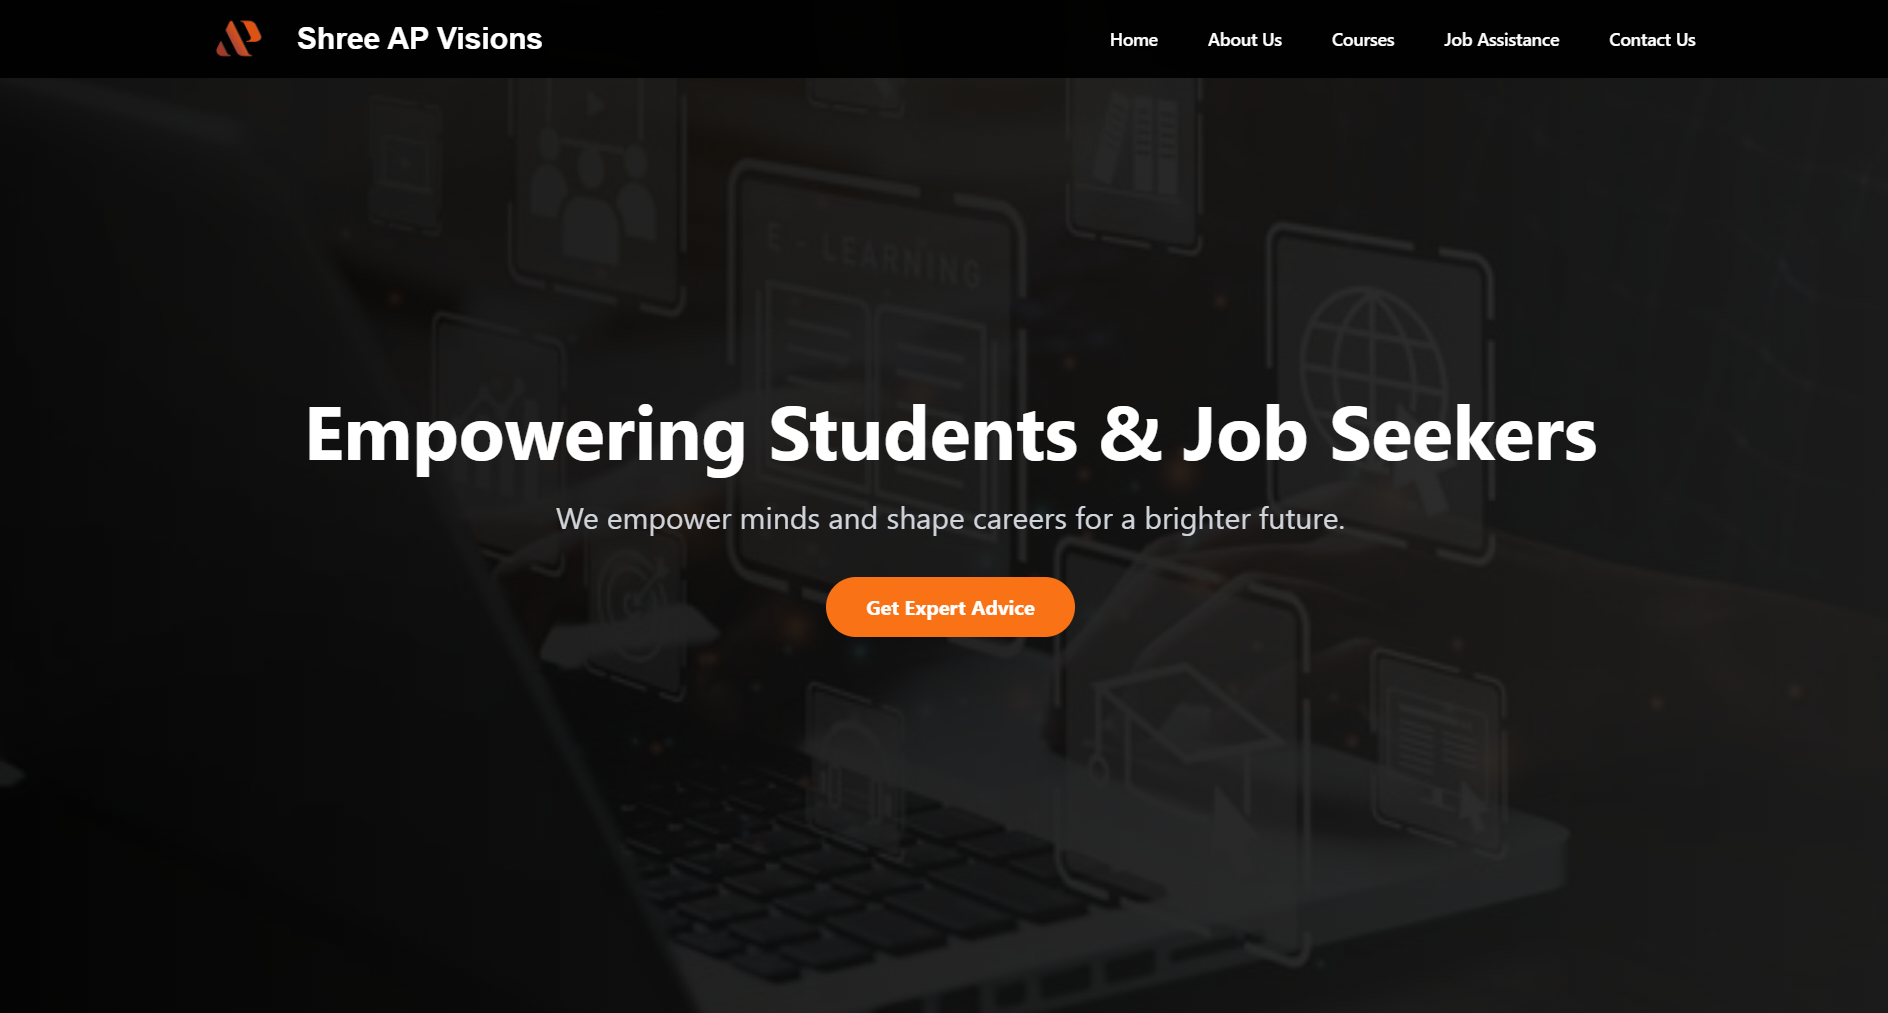 Shree AP Visions
Home
About Us
Courses
Job Assistance
Contact Us
E - LEARNING
Empowering Students & Job Seekers
We empower minds and shape careers for a brighter future.
Get Expert Advice